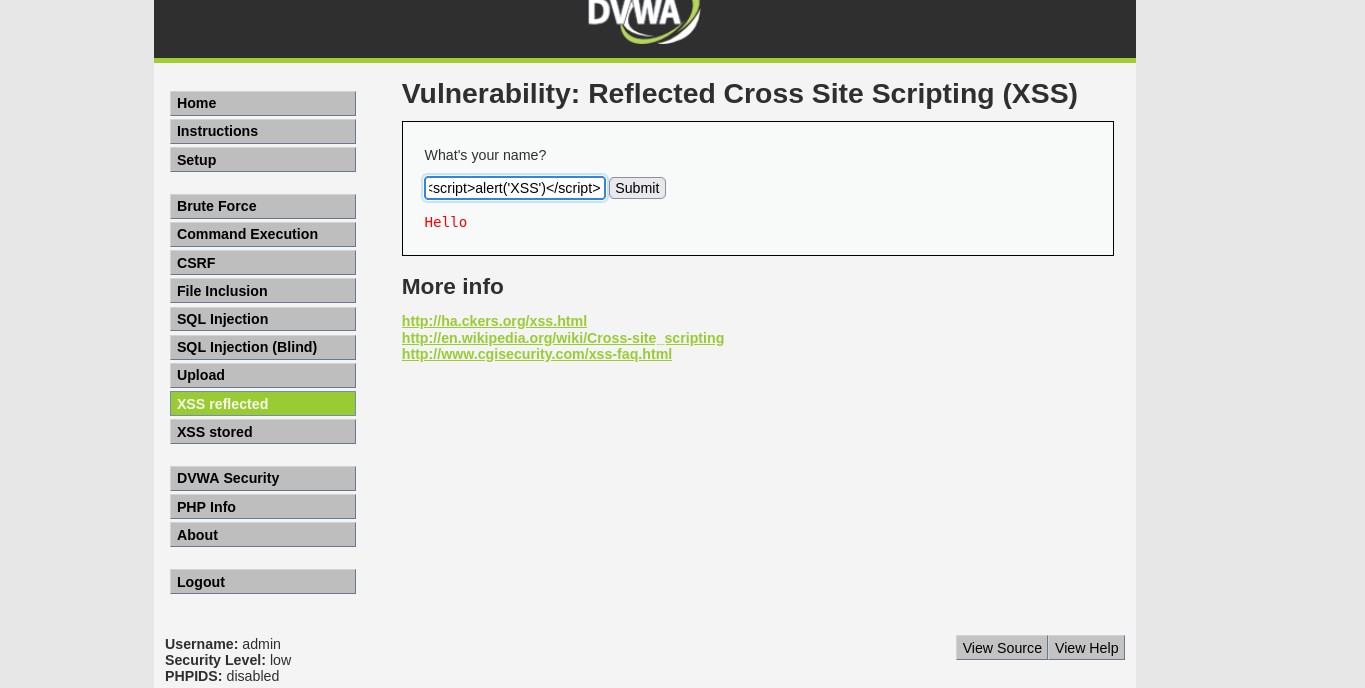 DVWA
Home
Instructions
Setup
Brute Force
Command Execution
CSRF
File Inclusion
SQL Injection
SQL Injection (Blind)
Upload
XSS reflected
XSS stored
DVWA Security
PHP Info
About
Logout
Vulnerability: Reflected Cross Site Scripting (XSS)
What's your name?
<script>alert('XSS')</script> Submit
Hello
More info
http://ha.ckers.org/xss.html
http://en.wikipedia.org/wiki/Cross-site_scripting
http://www.cgisecurity.com/xss-faq.html
Username: admin
Security Level: low
PHPIDS: disabled
View Source View Help